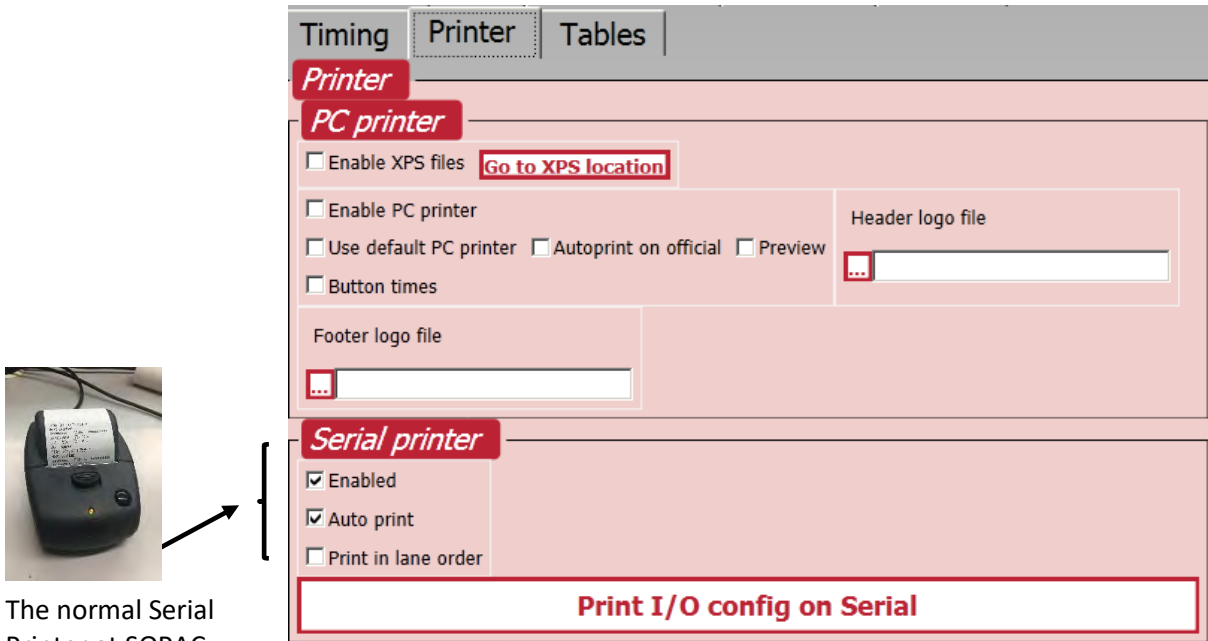 Timing Printer Tables
Printer
PC printer
Enable XPS files Go to XPS location
Enable PC printer
Header logo file
Use default PC printer Autoprint on official Preview
...
Button times
Footer logo file
...
Serial printer
Enabled
Auto print
Print in lane order
Print I/O config on Serial
The normal Serial